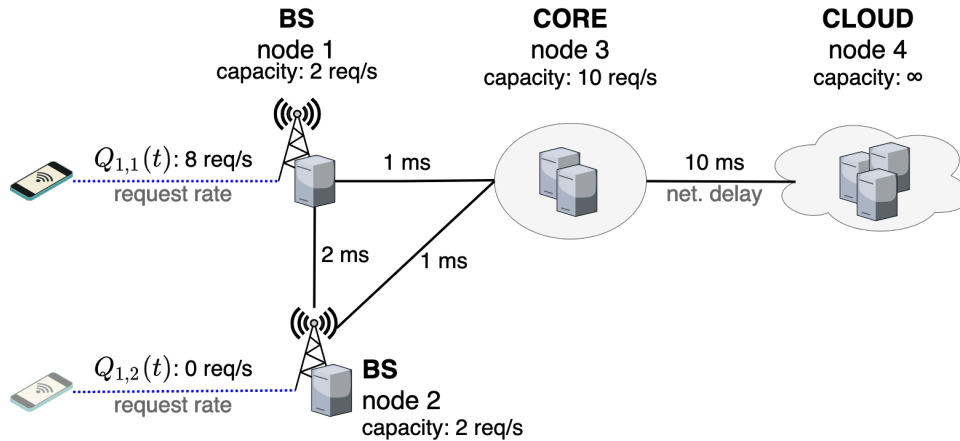 BS
node 1
capacity: 2 req/s
CORE
node 3
capacity: 10 req/s
CLOUD
node 4
capacity: ∞
Q1,1(t): 8 req/s
request rate
1 ms
10 ms
net. delay
2 ms
1 ms
Q1,2(t): 0 req/s
request rate
BS
node 2
capacity: 2 req/s